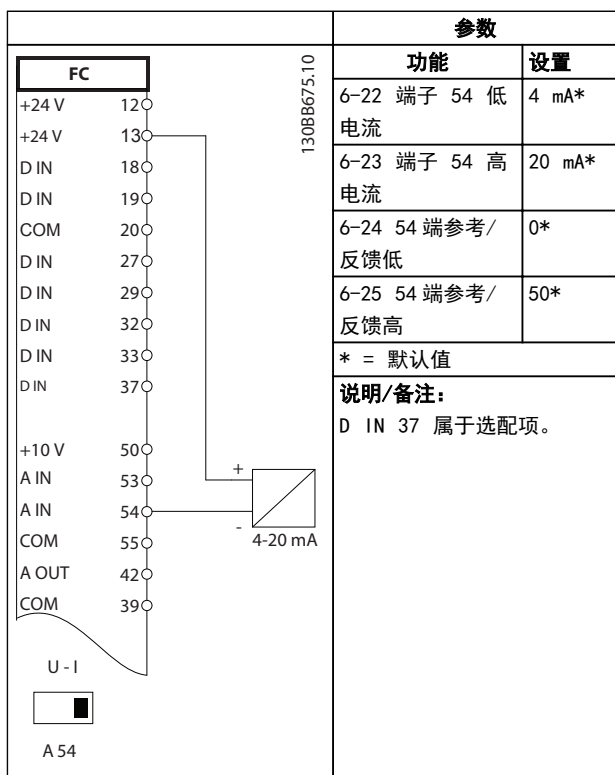 FC
+24 V 12
+24 V 13
D IN 18
D IN 19
COM 20
D IN 27
D IN 29
D IN 32
D IN 33
D IN 37
+10 V 50
A IN 53
A IN 54
COM 55
A OUT 42
COM 39
+
-
4-20 mA
U - I
A 54
130BB675.10
参数
功能 设置
6-22 端子 54 低 4 mA*
电流
6-23 端子 54 高 20 mA*
电流
6-24 54 端参考/ 0*
反馈低
6-25 54 端参考/ 50*
反馈高
* = 默认值
说明/备注:
D IN 37 属于选配项。